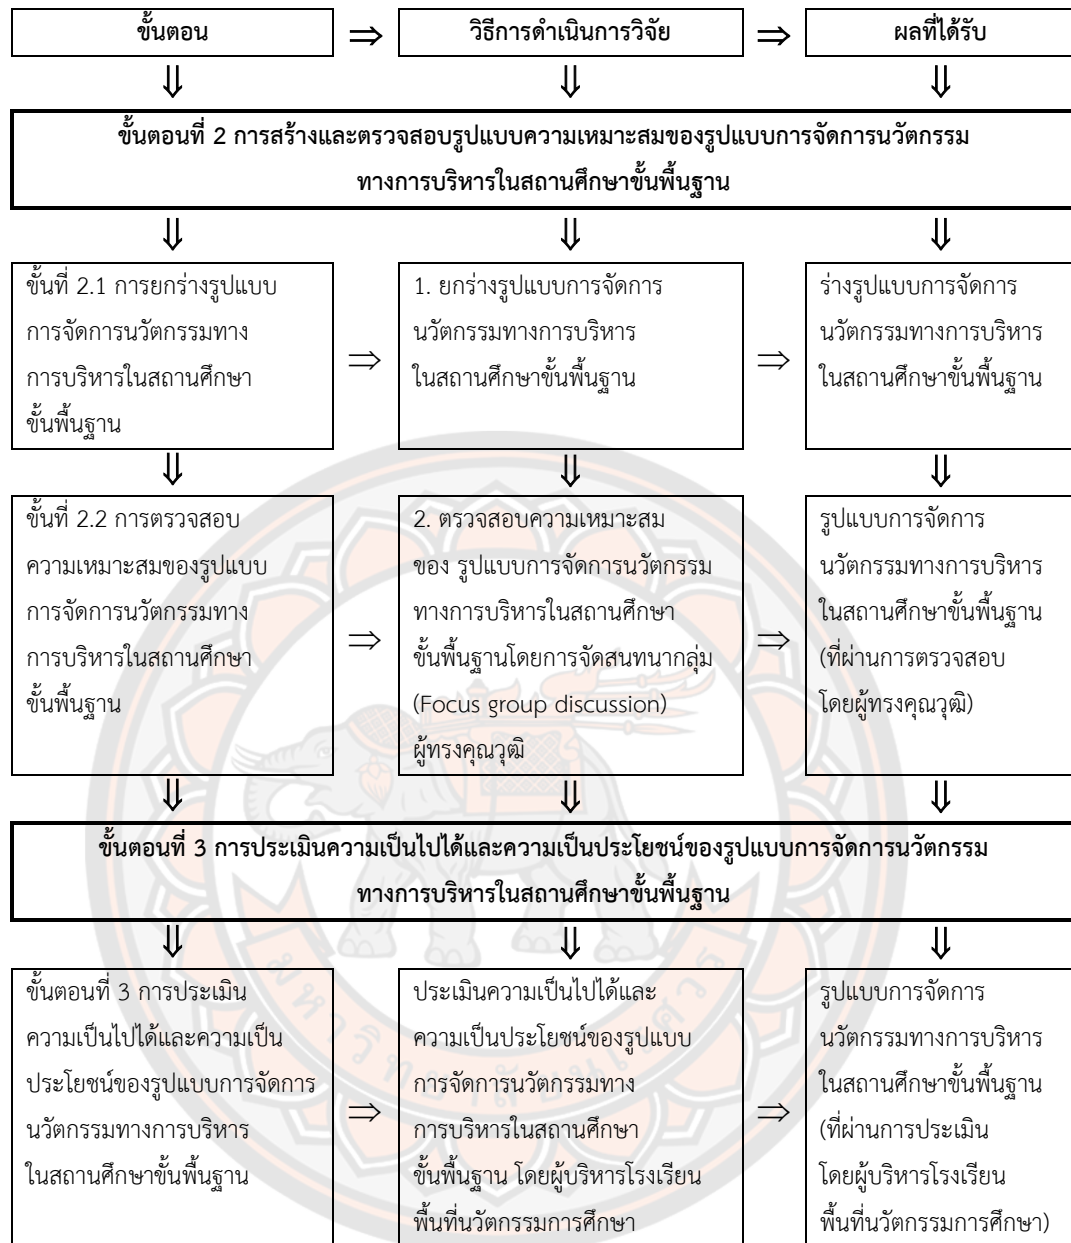 ขั้นตอน ⇒ วิธีการดำเนินการวิจัย ⇒ ผลที่ได้รับ
ขั้นตอนที่ 2 การสร้างและตรวจสอบรูปแบบความเหมาะสมของรูปแบบการจัดการนวัตกรรม
ทางการบริหารในสถานศึกษาขั้นพื้นฐาน
ขั้นที่ 2.1 การยกร่างรูปแบบ
การจัดการนวัตกรรมทาง
การบริหารในสถานศึกษา
ขั้นพื้นฐาน
1. ยกร่างรูปแบบการจัดการ
นวัตกรรมทางการบริหาร
ในสถานศึกษาขั้นพื้นฐาน
ร่างรูปแบบการจัดการ
นวัตกรรมทางการบริหาร
ในสถานศึกษาขั้นพื้นฐาน
ขั้นที่ 2.2 การตรวจสอบ
ความเหมาะสมของรูปแบบ
การจัดการนวัตกรรมทาง
การบริหารในสถานศึกษา
ขั้นพื้นฐาน
2. ตรวจสอบความเหมาะสม
ของ รูปแบบการจัดการนวัตกรรม
ทางการบริหารในสถานศึกษา
ขั้นพื้นฐานโดยการจัดสนทนากลุ่ม
(Focus group discussion)
ผู้ทรงคุณวุฒิ
รูปแบบการจัดการ
นวัตกรรมทางการบริหาร
ในสถานศึกษาขั้นพื้นฐาน
(ที่ผ่านการตรวจสอบ
โดยผู้ทรงคุณวุฒิ)
ขั้นตอนที่ 3 การประเมินความเป็นไปได้และความเป็นประโยชน์ของรูปแบบการจัดการนวัตกรรม
ทางการบริหารในสถานศึกษาขั้นพื้นฐาน
ขั้นตอนที่ 3 การประเมิน
ความเป็นไปได้และความเป็น
ประโยชน์ของรูปแบบการจัดการ
นวัตกรรมทางการบริหาร
ในสถานศึกษาขั้นพื้นฐาน
ประเมินความเป็นไปได้และ
ความเป็นประโยชน์ของรูปแบบ
การจัดการนวัตกรรมทาง
การบริหารในสถานศึกษา
ขั้นพื้นฐาน โดยผู้บริหารโรงเรียน
พื้นที่นวัตกรรมการศึกษา
รูปแบบการจัดการ
นวัตกรรมทางการบริหาร
ในสถานศึกษาขั้นพื้นฐาน
(ที่ผ่านการประเมิน
โดยผู้บริหารโรงเรียน
พื้นที่นวัตกรรมการศึกษา)
มหาวิทยาลัยนเรศวร